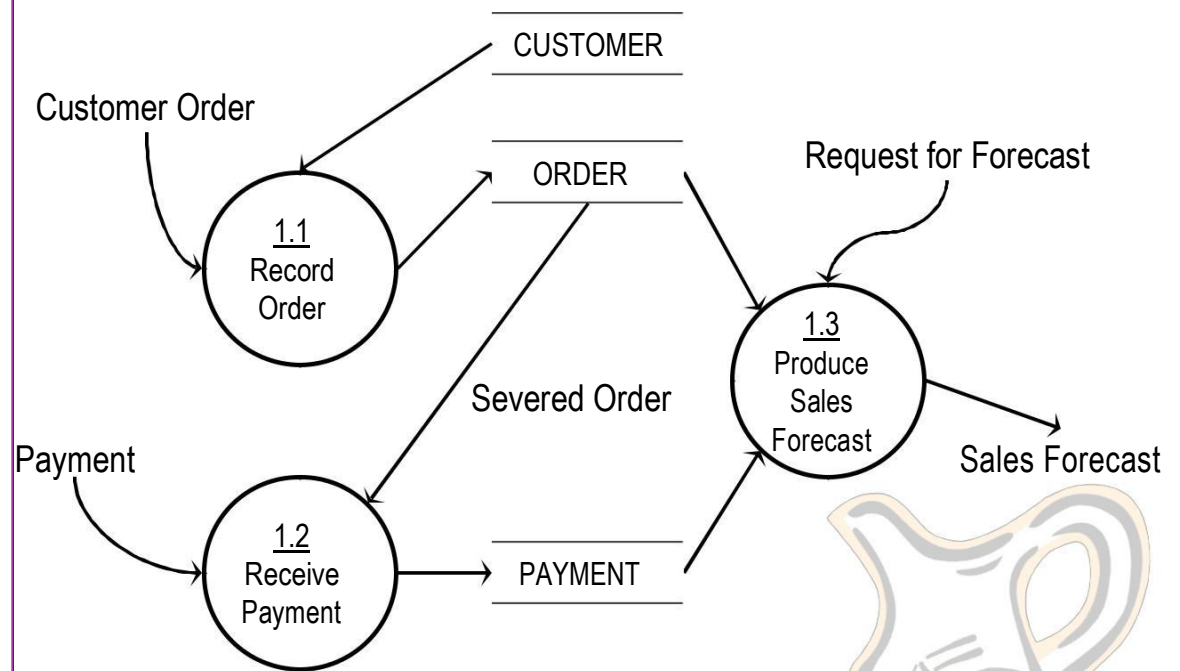 CUSTOMER
Customer Order
ORDER
Request for Forecast
1.1
Record
Order
1.3
Produce
Sales
Forecast
Severed Order
Payment
Sales Forecast
1.2
Receive
Payment
PAYMENT